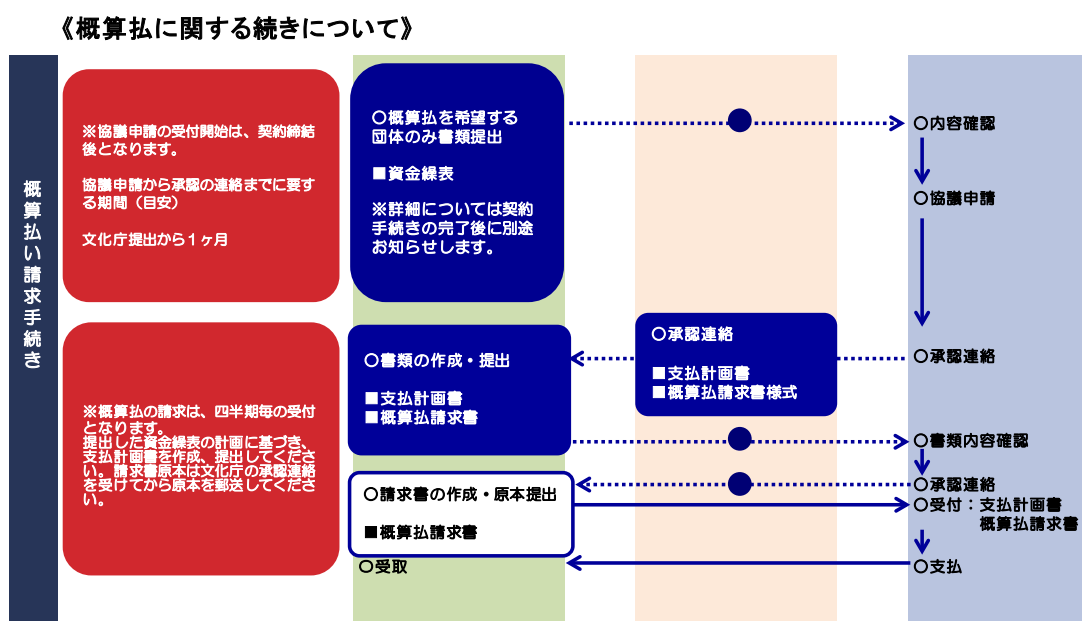 《概算払に関する続きについて》
概算払い請求手続き
※協議申請の受付開始は、契約締結
後となります。
協議申請から承認の連絡までに要す
る期間（目安）
文化庁提出から１ヶ月
〇概算払を希望する
団体のみ書類提出
■資金繰表
※詳細については契約
手続きの完了後に別途
お知らせします。
〇内容確認
〇協議申請
〇承認連絡
■支払計画書
■概算払請求書様式
〇承認連絡
※概算払の請求は、四半期毎の受付
となります。
提出した資金繰表の計画に基づき、
支払計画書を作成、提出してくださ
い。請求書原本は文化庁の承認連絡
を受けてから原本を郵送してくださ
い。
〇書類の作成・提出
■支払計画書
■概算払請求書
〇書類内容確認
〇承認連絡
〇請求書の作成・原本提出
■概算払請求書
〇受付：支払計画書
概算払請求書
〇受取
〇支払